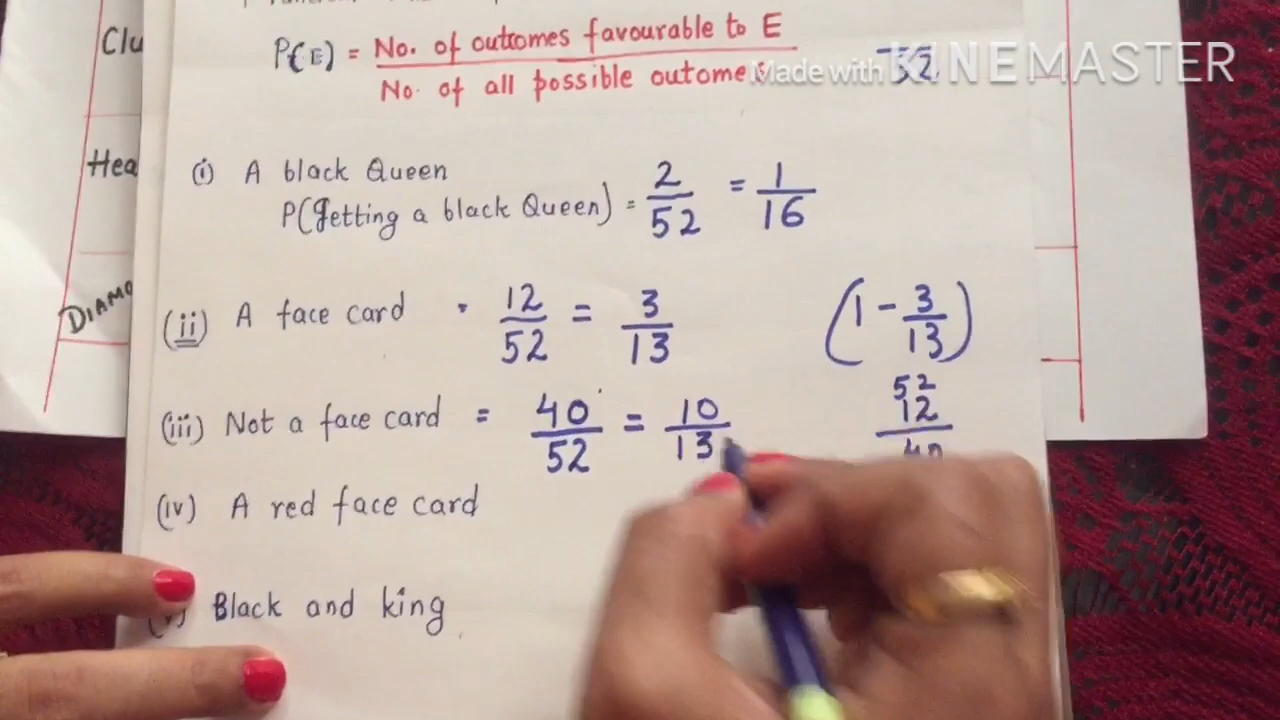 Clu
P(E) = No. of outcomes favourable to E / No. of all possible outcomes
52
Made with KINEMASTER
Hea
(i) A black Queen
P(getting a black Queen) = 2/52 = 1/16
DIAMO
(ii) A face card = 12/52 = 3/13 (1 - 3/13)
(iii) Not a face card = 40/52 = 10/13
52
12
40
(iv) A red face card
(v) Black and king